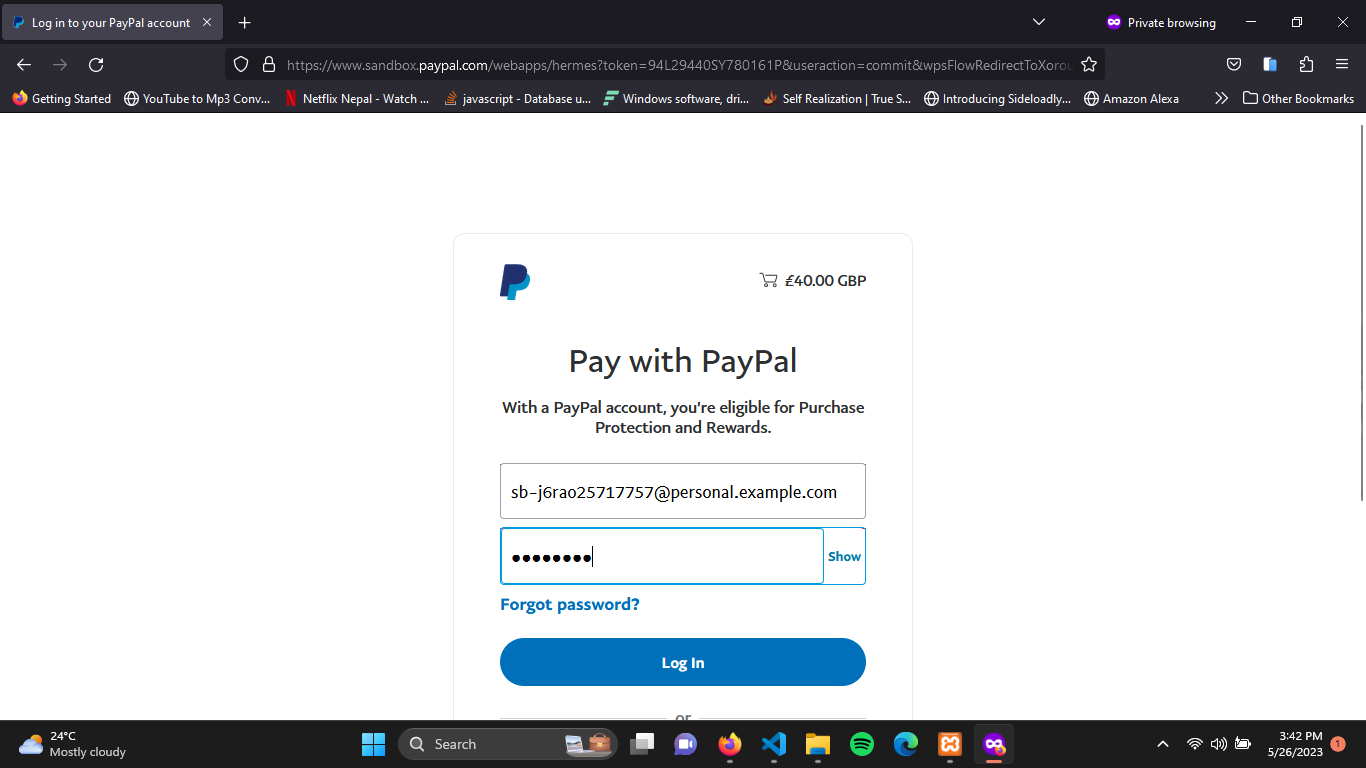 Log in to your PayPal account
Private browsing
https://www.sandbox.paypal.com/webapps/hermes?token=94L29440SY780161P&useraction=commit&wpsFlowRedirectToXorou
Getting Started
YouTube to Mp3 Conv...
Netflix Nepal - Watch ...
javascript - Database u...
Windows software, dri...
Self Realization | True S...
Introducing Sideloadly...
Amazon Alexa
Other Bookmarks
£40.00 GBP
Pay with PayPal
With a PayPal account, you're eligible for Purchase
Protection and Rewards.
sb-j6rao25717757@personal.example.com
Show
Forgot password?
Log In
or
24°C
Mostly cloudy
Search
3:42 PM
5/26/2023
1